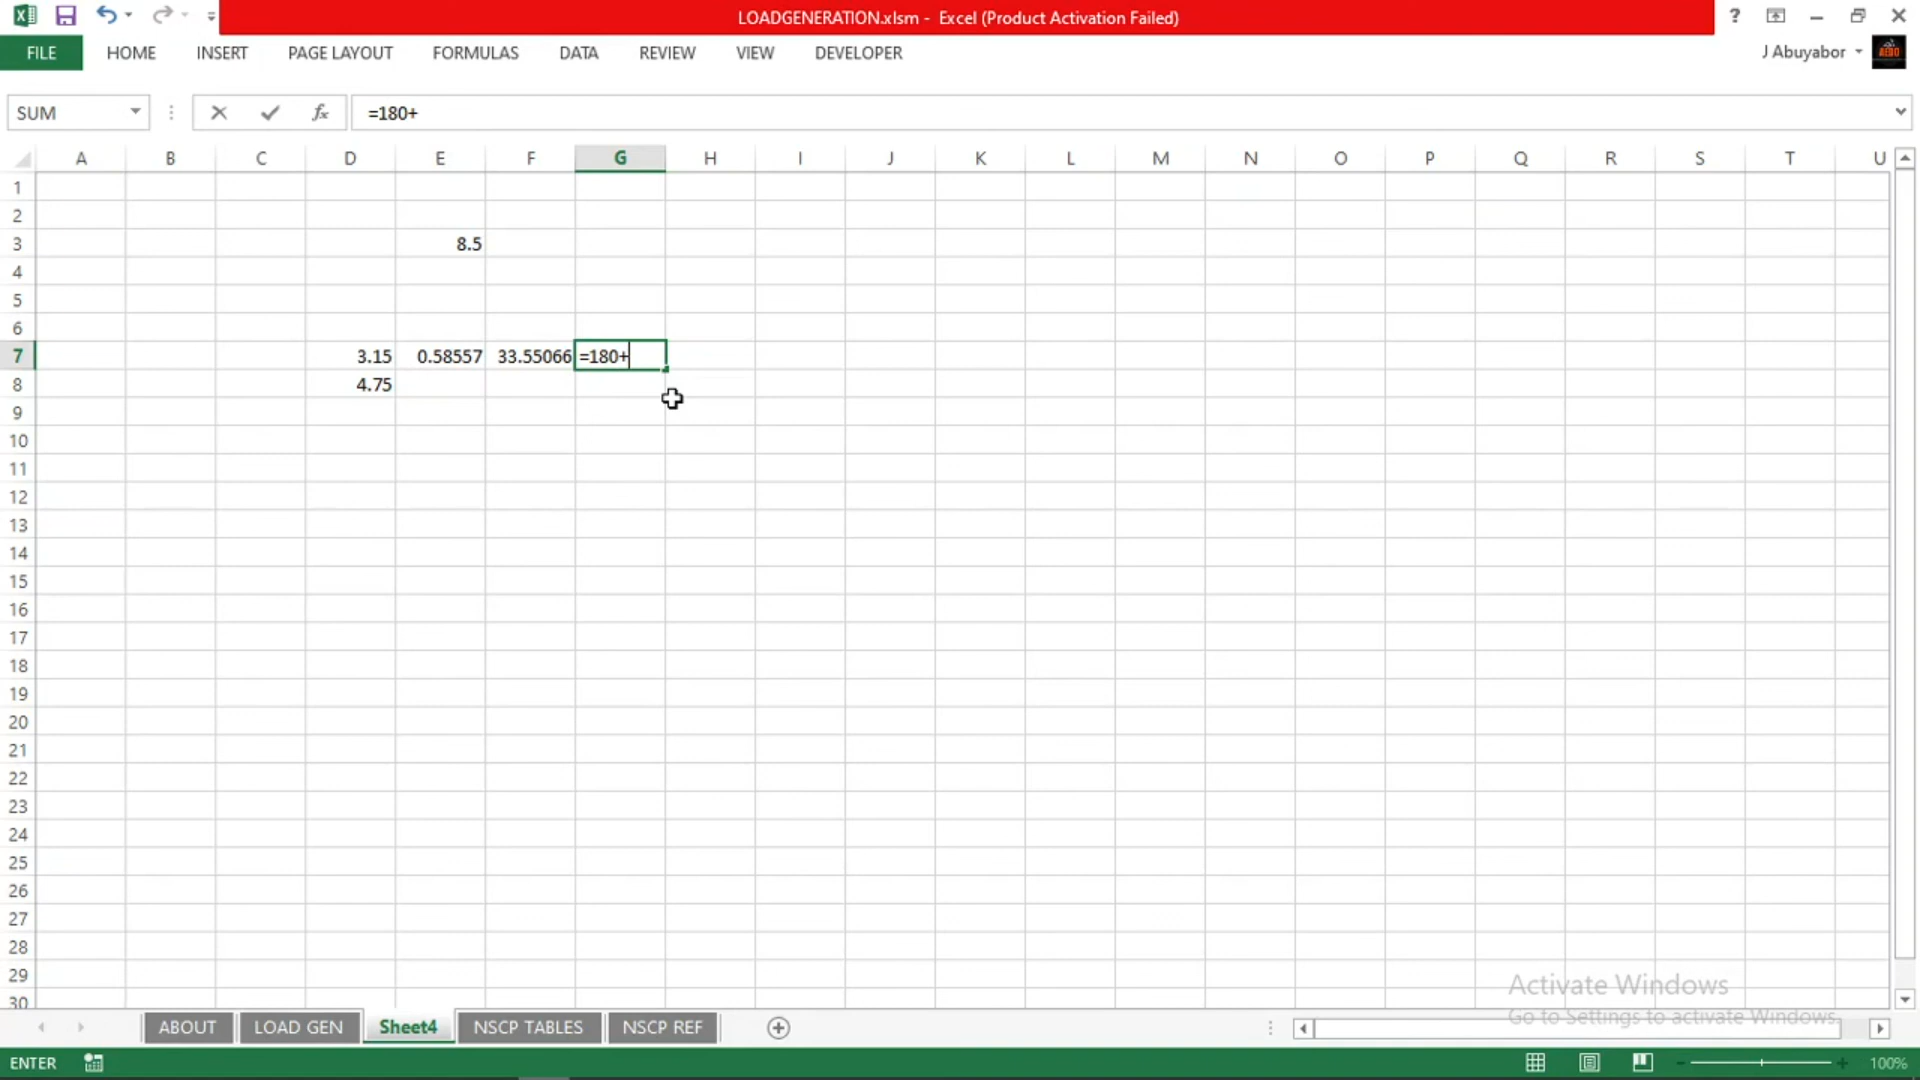 LOADGENERATION.xlsm - Excel (Product Activation Failed)
?
FILE HOME INSERT PAGE LAYOUT FORMULAS DATA REVIEW VIEW DEVELOPER
J Abuyabor
SUM
fx
=180+
A B C D E F G H I J K L M N O P Q R S T U
1
2
3 8.5
4
5
6
7 3.15 0.58557 33.55066 =180+
8 4.75
9
10
11
12
13
14
15
16
17
18
19
20
21
22
23
24
25
26
27
28
29
30
Activate Windows
Go to Settings to activate Windows.
ABOUT LOAD GEN Sheet4 NSCP TABLES NSCP REF
ENTER
100%